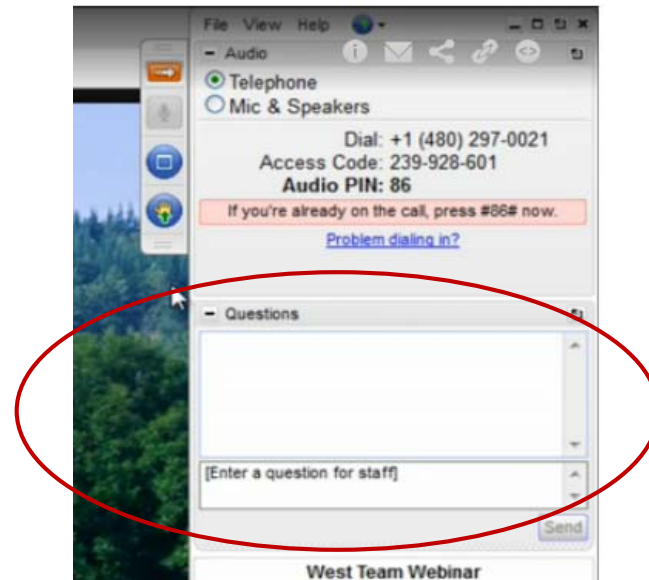 File View Help
Audio
Telephone
Mic & Speakers
Dial: +1 (480) 297-0021
Access Code: 239-928-601
Audio PIN: 86
If you're already on the call, press #86# now.
Problem dialing in?
Questions
[Enter a question for staff]
Send
West Team Webinar